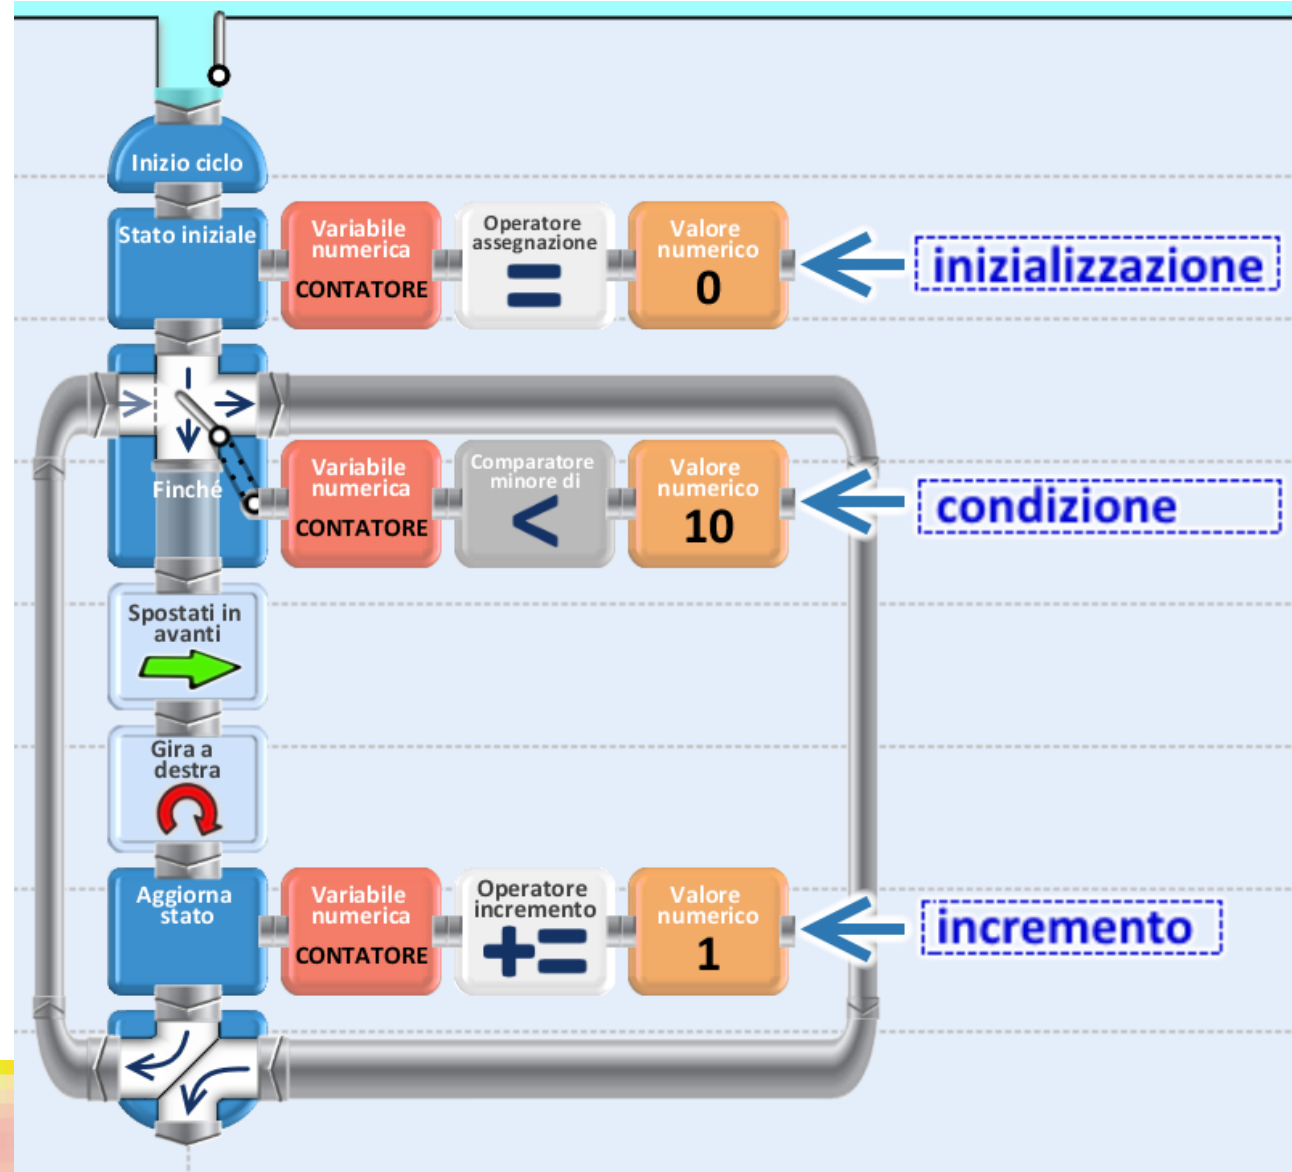 Inizio ciclo
Stato iniziale
Variabile
numerica
CONTATORE
Operatore
assegnazione
=
Valore
numerico
0
inizializzazione
Finché
Variabile
numerica
CONTATORE
Comparatore
minore di
<
Valore
numerico
10
condizione
Spostati in
avanti
Gira a
destra
Aggiorna
stato
Variabile
numerica
CONTATORE
Operatore
incremento
+=
Valore
numerico
1
incremento